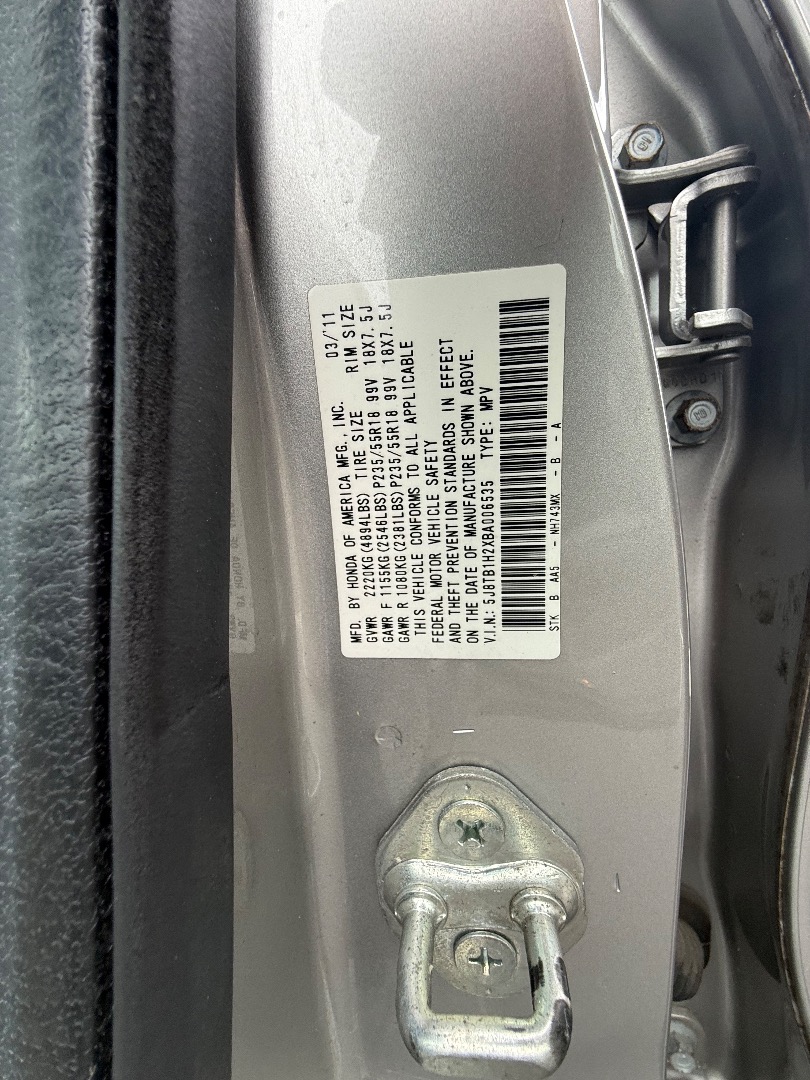 MFD. BY HONDA OF AMERICA MFG., INC. 03/'11
GVWR 2220KG(4894LBS) TIRE SIZE RIM SIZE
GAWR F 1155KG(2546LBS)P235/55R18 99V 18X7.5J
GAWR R 1080KG(2381LBS)P235/55R18 99V 18X7.5J
THIS VEHICLE CONFORMS TO ALL APPLICABLE
FEDERAL MOTOR VEHICLE SAFETY
AND THEFT PREVENTION STANDARDS IN EFFECT
ON THE DATE OF MANUFACTURE SHOWN ABOVE.
V.I.N.: 5J8TB1H2XBA006535 TYPE: MPV
STK B AA5 - NH743MX - B - A